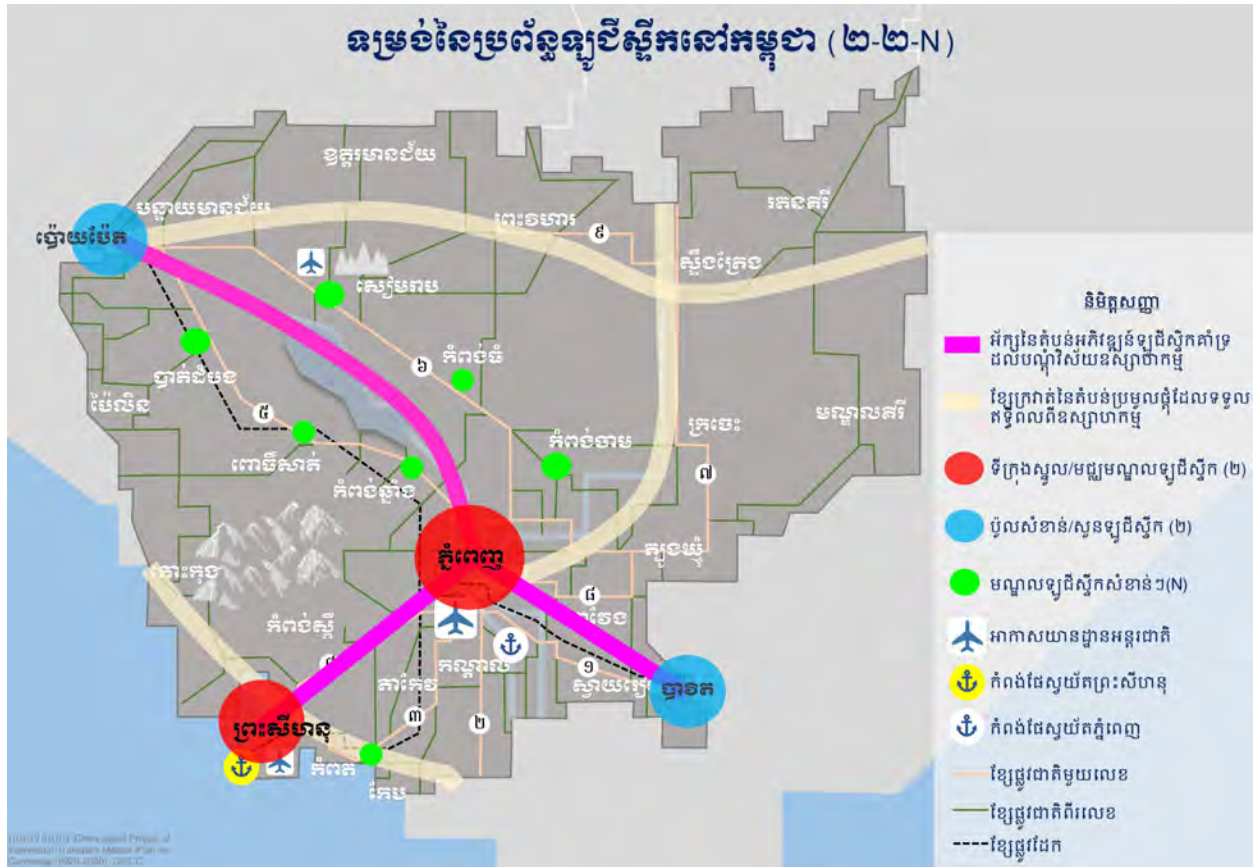 ទម្រង់នៃប្រព័ន្ធឡូជីស្ទីកនៅកម្ពុជា (២-២-N)
ឧត្តរមានជ័យ
បន្ទាយមានជ័យ
ព្រះវិហារ
រតនគិរី
ប៉ោយប៉ែត
៩
ស្ទឹងត្រែង
សៀមរាប
កំពង់ធំ
៦
បាត់ដំបង
ប៉ែលិន
៥
ពោធិ៍សាត់
កំពង់ឆ្នាំង
កំពង់ចាម
ក្រចេះ
មណ្ឌលគិរី
៧
ភ្នំពេញ
ត្បូងឃ្មុំ
កោះកុង
៨
កំពង់ស្ពឺ
៤
កណ្តាល
១
ស្វាយរៀង
បាវិត
តាកែវ
៣
២
ព្រះសីហនុ
កំពត
កែប
និមិត្តសញ្ញា
អ័ក្សនៃតំបន់អភិវឌ្ឍន៍ឡូជីស្ទិកគាំទ្រ
ដល់បណ្តុំវិស័យឧស្សាហកម្ម
ខ្សែក្រវាត់នៃតំបន់ប្រមូលផ្តុំដែលទទួល
ឥទ្ធិពលពីឧស្សាហកម្ម
ទីក្រុងស្នូល/មជ្ឈមណ្ឌលឡូជីស្ទីក (២)
ប៉ូលសំខាន់/សូនឡូជីស្ទីក (២)
មណ្ឌលឡូជីស្ទីកសំខាន់ៗ(N)
អាកាសយានដ្ឋានអន្តរជាតិ
កំពង់ផែស្វយ័តព្រះសីហនុ
កំពង់ផែស្វយ័តភ្នំពេញ
ខ្សែផ្លូវជាតិមួយលេខ
ខ្សែផ្លូវជាតិពីរលេខ
ខ្សែផ្លូវដែក